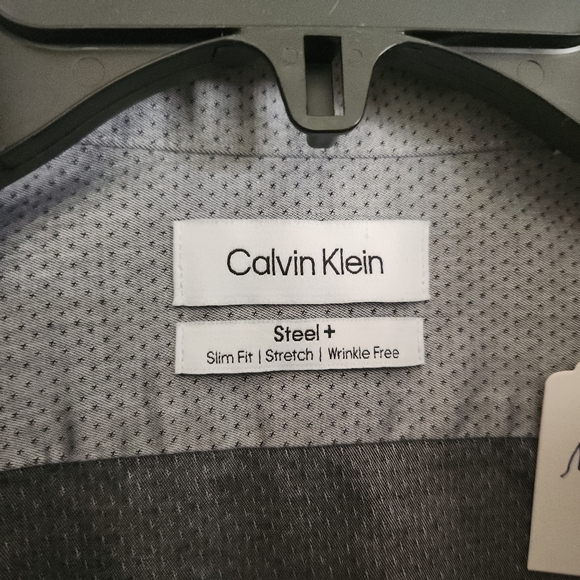 Calvin Klein
Steel+
Slim Fit | Stretch | Wrinkle Free